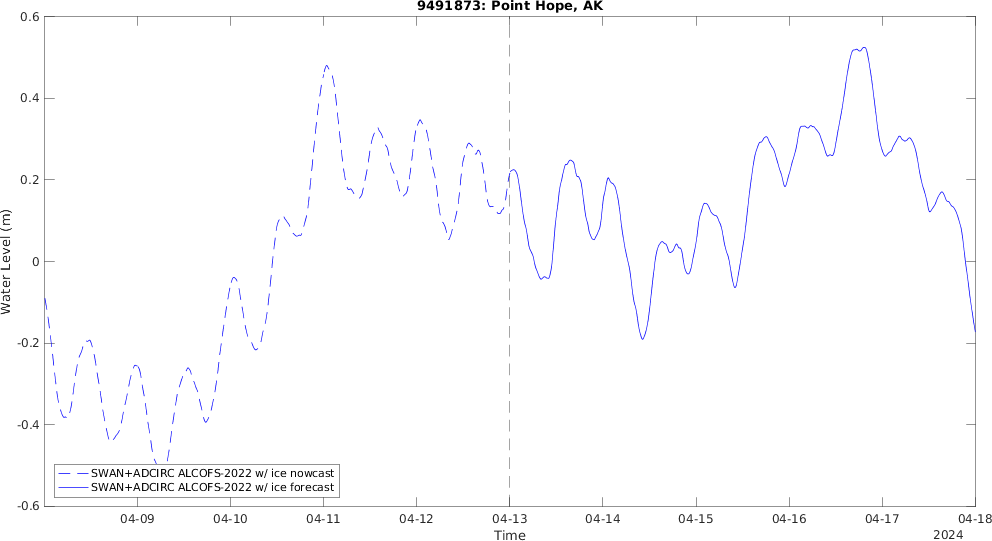 9491873: Point Hope, AK
0.6
0.4
0.2
0
-0.2
-0.4
-0.6
Water Level (m)
SWAN+ADCIRC ALCOFS-2022 w/ ice nowcast
SWAN+ADCIRC ALCOFS-2022 w/ ice forecast
04-09 04-10 04-11 04-12 04-13 04-14 04-15 04-16 04-17 04-18
Time
2024